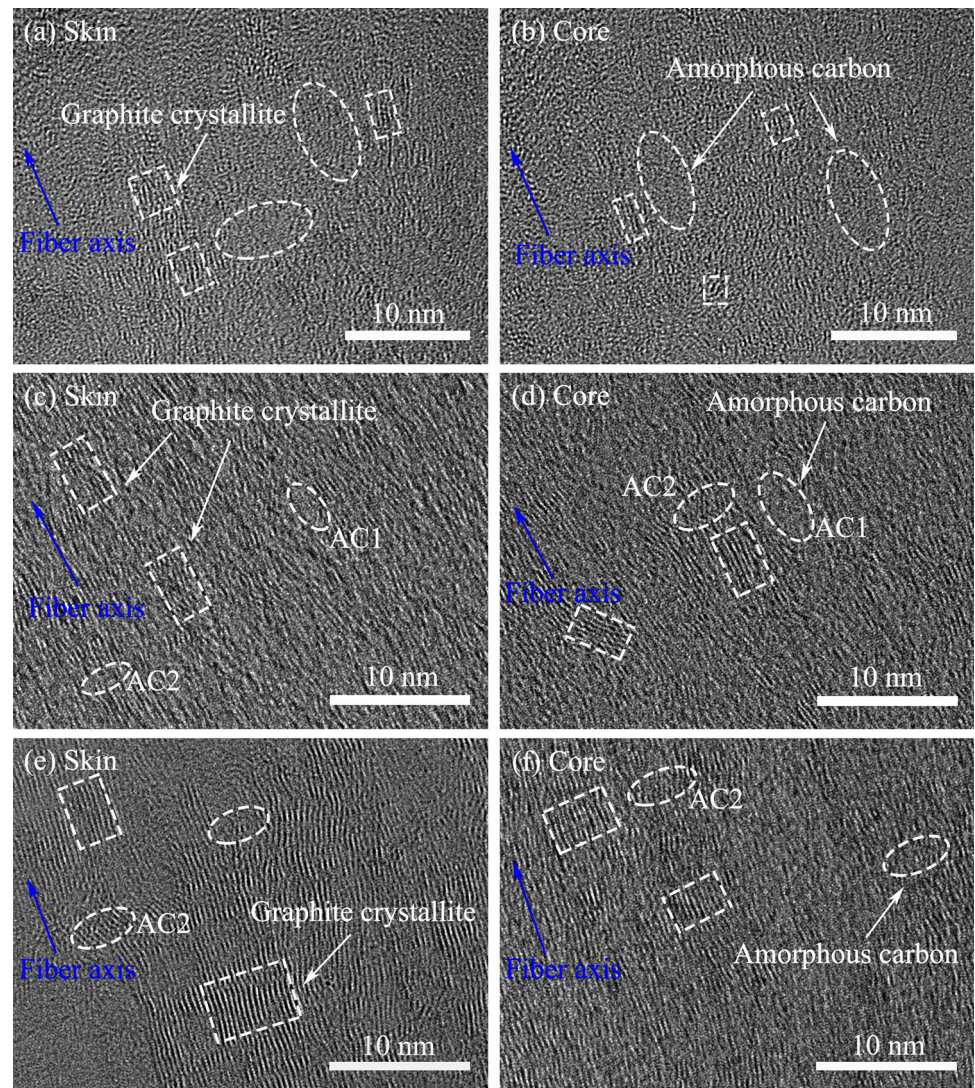 (a) Skin
Graphite crystallite
Fiber axis
10 nm
(b) Core
Amorphous carbon
Fiber axis
10 nm
(c) Skin
Graphite crystallite
AC1
Fiber axis
AC2
10 nm
(d) Core
Amorphous carbon
AC2
AC1
Fiber axis
10 nm
(e) Skin
AC2
Graphite crystallite
Fiber axis
10 nm
(f) Core
AC2
Fiber axis
Amorphous carbon
10 nm